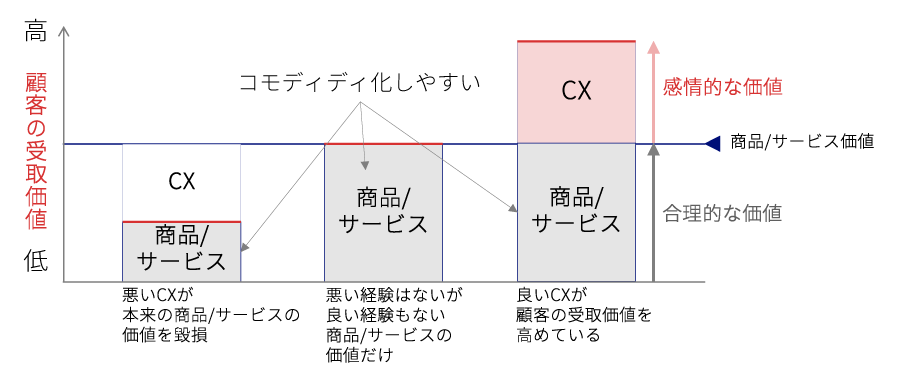 高
顧客の受取価値
低
コモディディ化しやすい
CX
商品/
サービス
商品/
サービス
CX
商品/
サービス
感情的な価値
商品/サービス価値
合理的な価値
悪いCXが
本来の商品/サービスの
価値を毀損
悪い経験はないが
良い経験もない
商品/サービスの
価値だけ
良いCXが
顧客の受取価値を
高めている